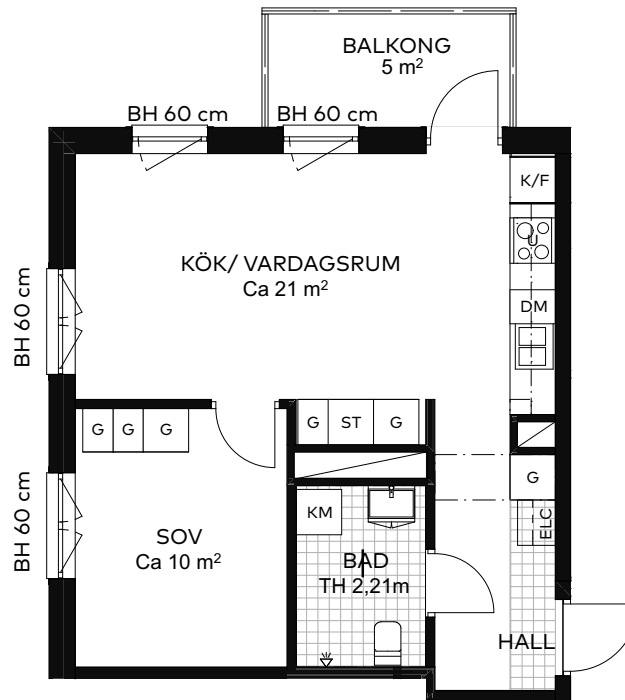 BALKONG
5 m²
BH 60 cm
BH 60 cm
K/F
U
KÖK/ VARDAGSRUM
Ca 21 m²
BH 60 cm
DM
G
G
G
G
ST
G
G
BH 60 cm
KM
ELC
SOV
Ca 10 m²
BAD
TH 2,21m
HALL